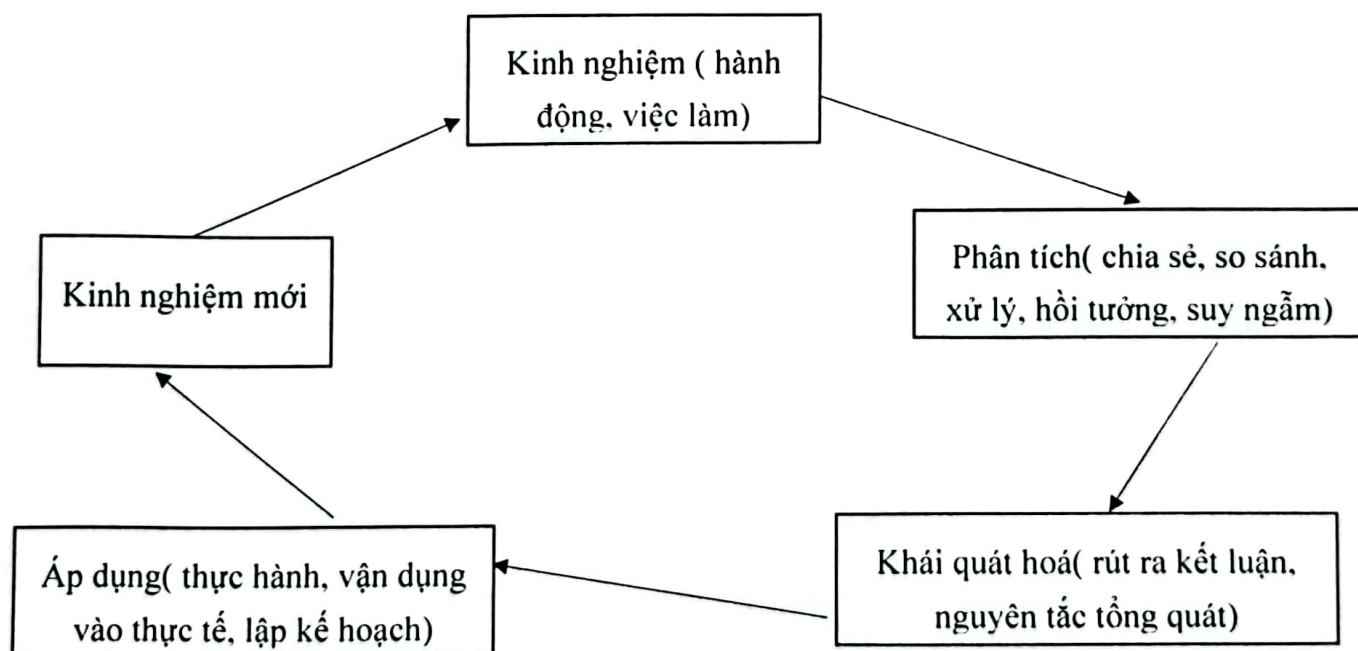 Kinh nghiệm ( hành
động, việc làm)
Phân tích( chia sẻ, so sánh,
xử lý, hồi tưởng, suy ngẫm)
Khái quát hoá( rút ra kết luận,
nguyên tắc tổng quát)
Áp dụng( thực hành, vận dụng
vào thực tế, lập kế hoạch)
Kinh nghiệm mới